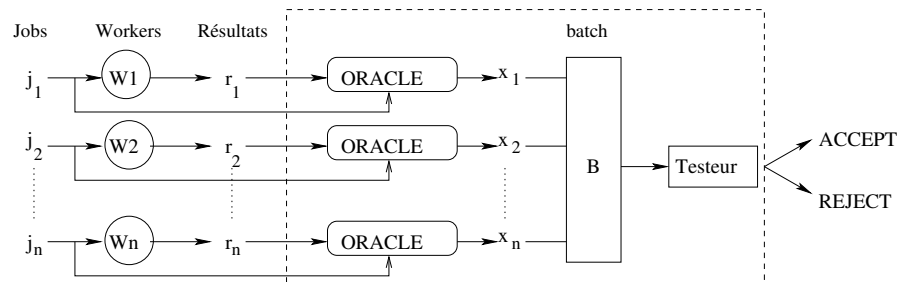 Jobs Workers Résultats batch
j1 W1 r1 ORACLE x1
j2 W2 r2 ORACLE x2
B Testeur ACCEPT
REJECT
jn Wn rn ORACLE xn